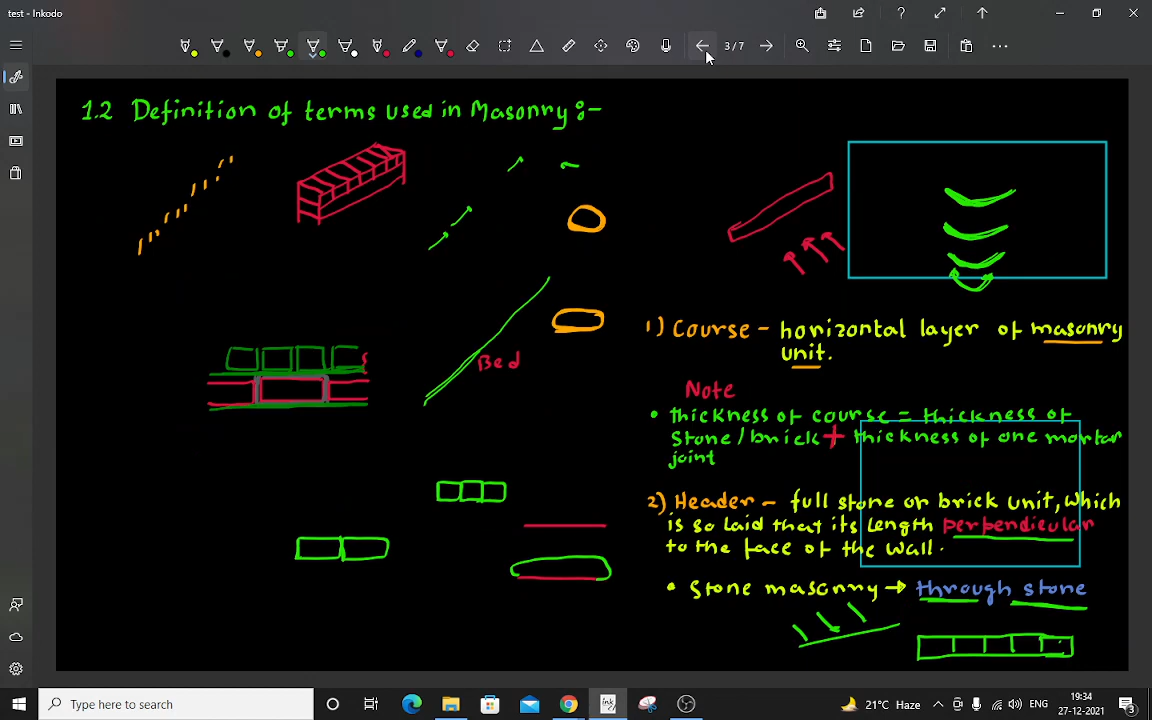 test - Inkodo
3/7
1.2 Definition of terms used in Masonry :-
Bed
1) Course - horizontal layer of masonry
unit.
Note
• thickness of course = thickness of
Stone / brick + thickness of one mortar
joint
2) Header - full stone or brick unit, which
is so laid that its length perpendicular
to the face of the wall.
• Stone masonry → through stone
Type here to search
ink
21°C Haze
ENG
19:34
27-12-2021
3